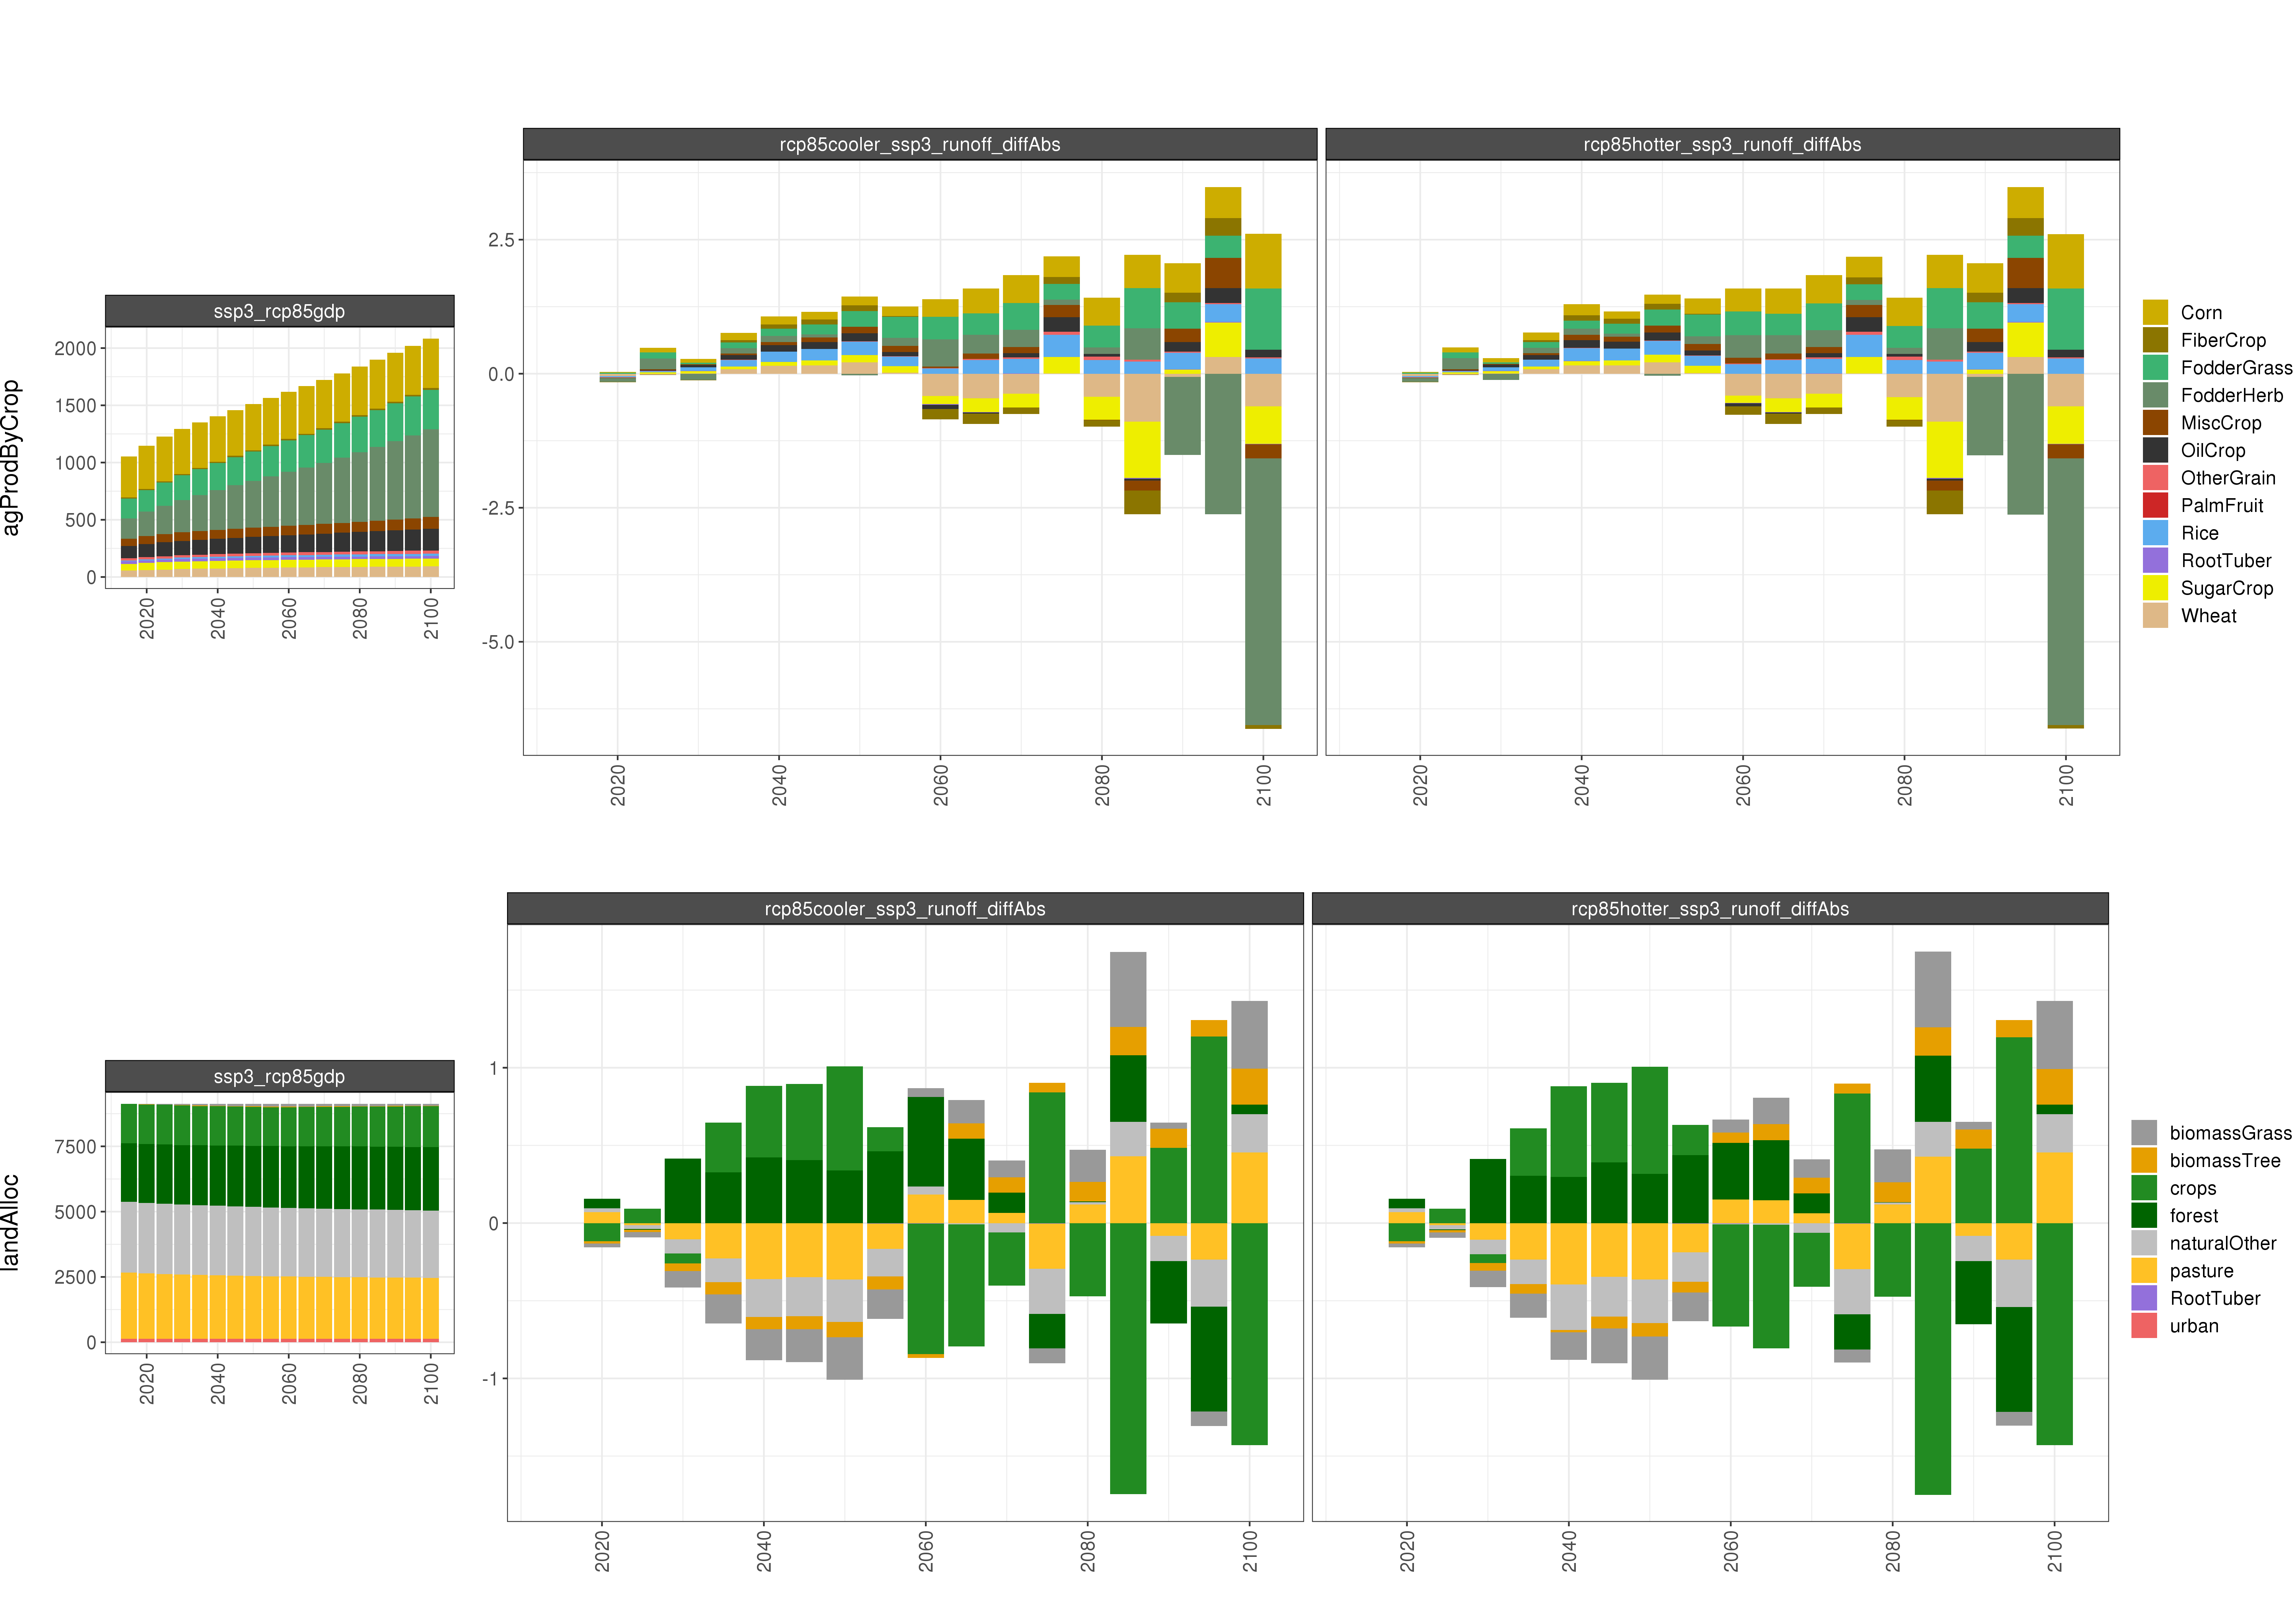 rcp85cooler_ssp3_runoff_diffAbs
rcp85hotter_ssp3_runoff_diffAbs
ssp3_rcp85gdp
agProdByCrop
2000
1500
1000
500
0
2020
2040
2060
2080
2100
2.5
0.0
-2.5
-5.0
2020
2040
2060
2080
2100
2020
2040
2060
2080
2100
Corn
FiberCrop
FodderGrass
FodderHerb
MiscCrop
OilCrop
OtherGrain
PalmFruit
Rice
RootTuber
SugarCrop
Wheat
rcp85cooler_ssp3_runoff_diffAbs
rcp85hotter_ssp3_runoff_diffAbs
ssp3_rcp85gdp
landAlloc
7500
5000
2500
0
2020
2040
2060
2080
2100
1
0
-1
2020
2040
2060
2080
2100
2020
2040
2060
2080
2100
biomassGrass
biomassTree
crops
forest
naturalOther
pasture
RootTuber
urban